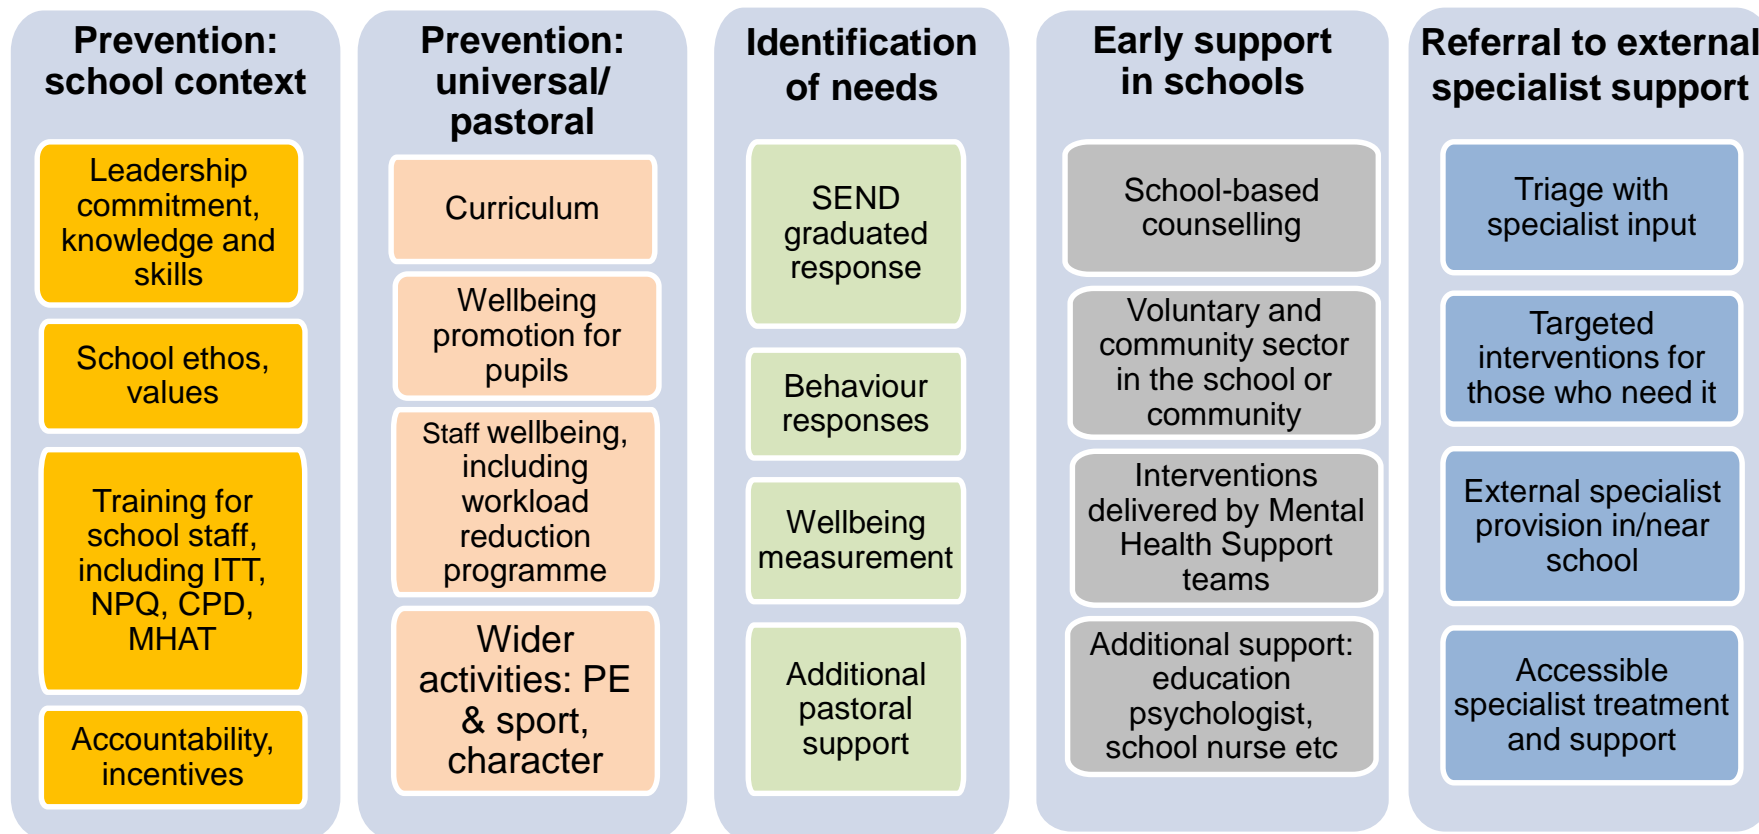 Prevention:
school context
Leadership
commitment,
knowledge and
skills
School ethos,
values
Training for
school staff,
including ITT,
NPQ, CPD,
MHAT
Accountability,
incentives
Prevention:
universal/
pastoral
Curriculum
Wellbeing
promotion for
pupils
Staff wellbeing,
including
workload
reduction
programme
Wider
activities: PE
& sport,
character
Identification
of needs
SEND
graduated
response
Behaviour
responses
Wellbeing
measurement
Additional
pastoral
support
Early support
in schools
School-based
counselling
Voluntary and
community sector
in the school or
community
Interventions
delivered by Mental
Health Support
teams
Additional support:
education
psychologist,
school nurse etc
Referral to external
specialist support
Triage with
specialist input
Targeted
interventions for
those who need it
External specialist
provision in/near
school
Accessible
specialist treatment
and support